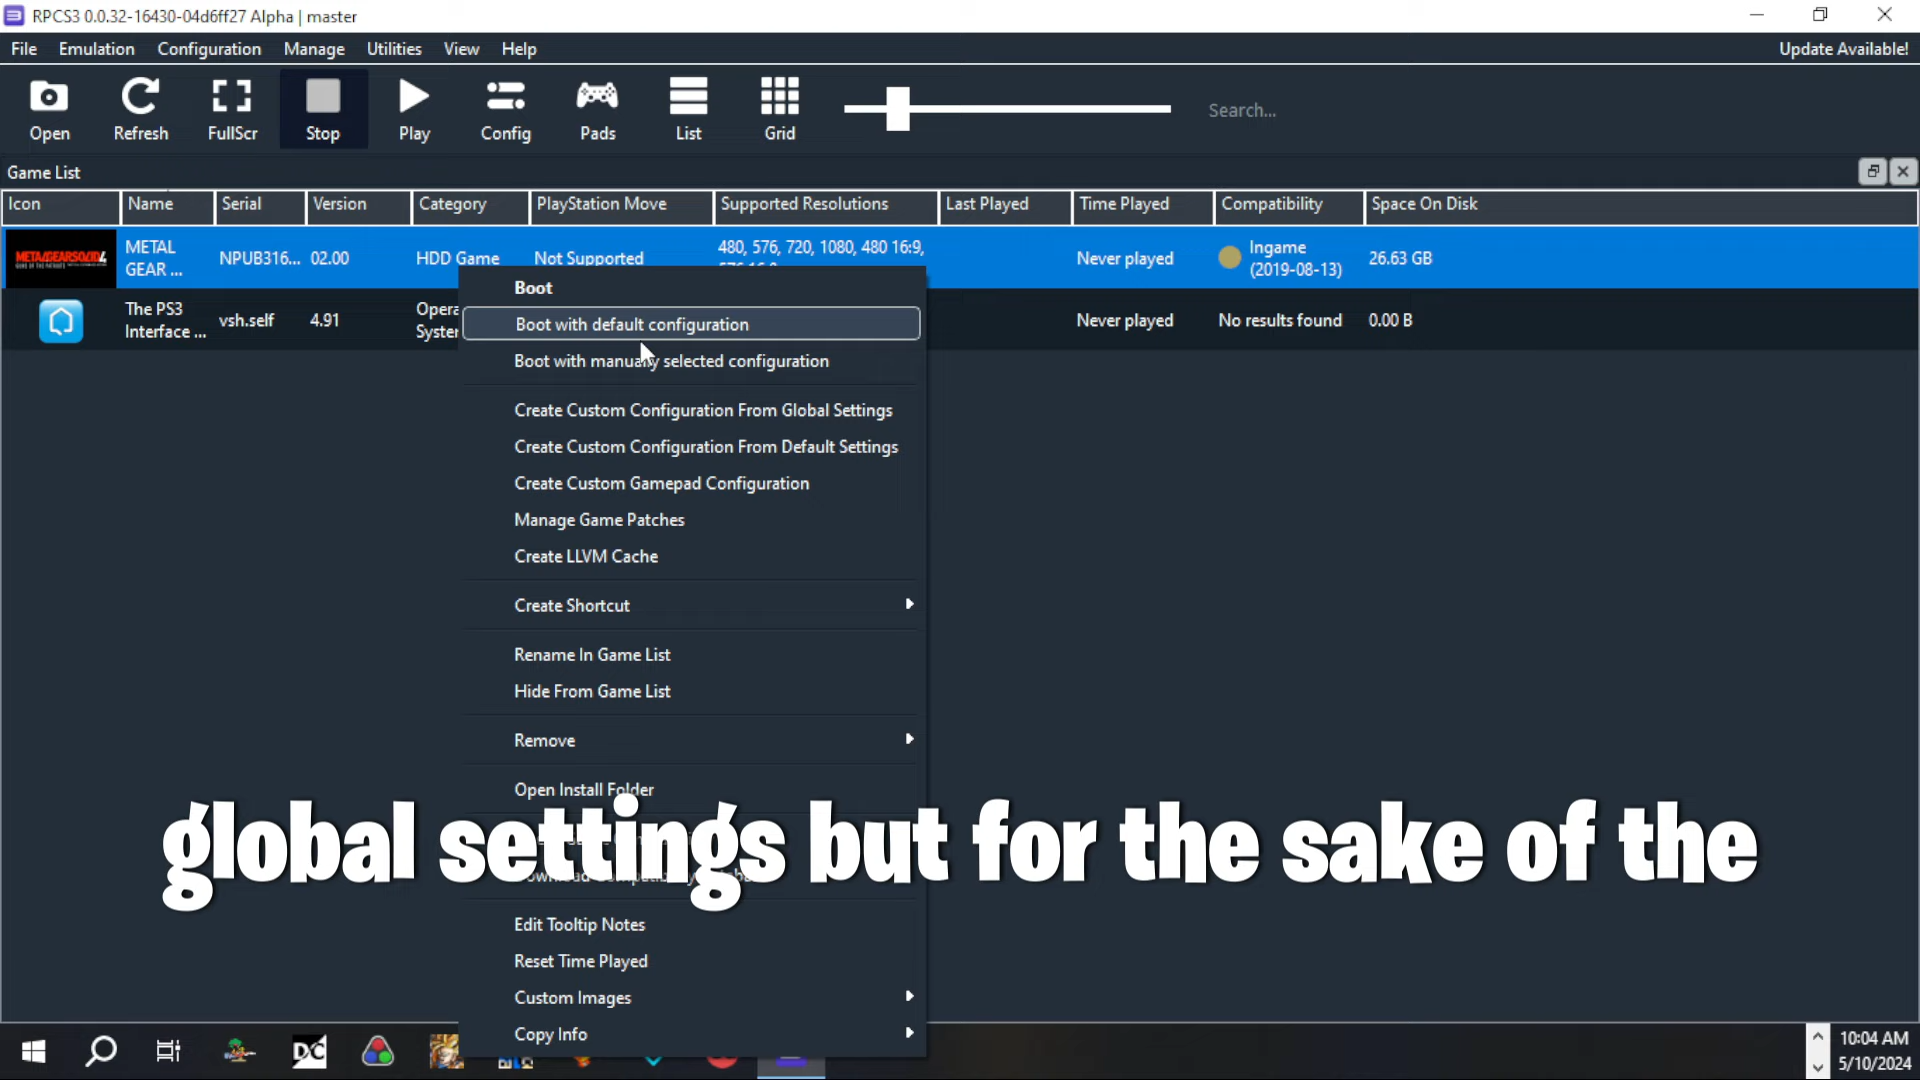 RPCS3 0.0.32-16430-04d6ff27 Alpha | master
File Emulation Configuration Manage Utilities View Help Update Available!
Open Refresh FullScr Stop Play Config Pads List Grid Search...
Game List
Icon Name Serial Version Category PlayStation Move Supported Resolutions Last Played Time Played Compatibility Space On Disk
METAL GEAR SOLID 4
METAL
GEAR ...
NPUB316... 02.00 HDD Game Not Supported
480, 576, 720, 1080, 480 16:9,
Never played
Ingame
(2019-08-13)
26.63 GB
The PS3
Interface ...
vsh.self 4.91
Opera
Syster
Never played No results found 0.00 B
Boot
Boot with default configuration
Boot with manually selected configuration
Create Custom Configuration From Global Settings
Create Custom Configuration From Default Settings
Create Custom Gamepad Configuration
Manage Game Patches
Create LLVM Cache
Create Shortcut
Rename In Game List
Hide From Game List
Remove
Open Install Folder
global settings but for the sake of the
Edit Tooltip Notes
Reset Time Played
Custom Images
Copy Info
DC
10:04 AM
5/10/2024